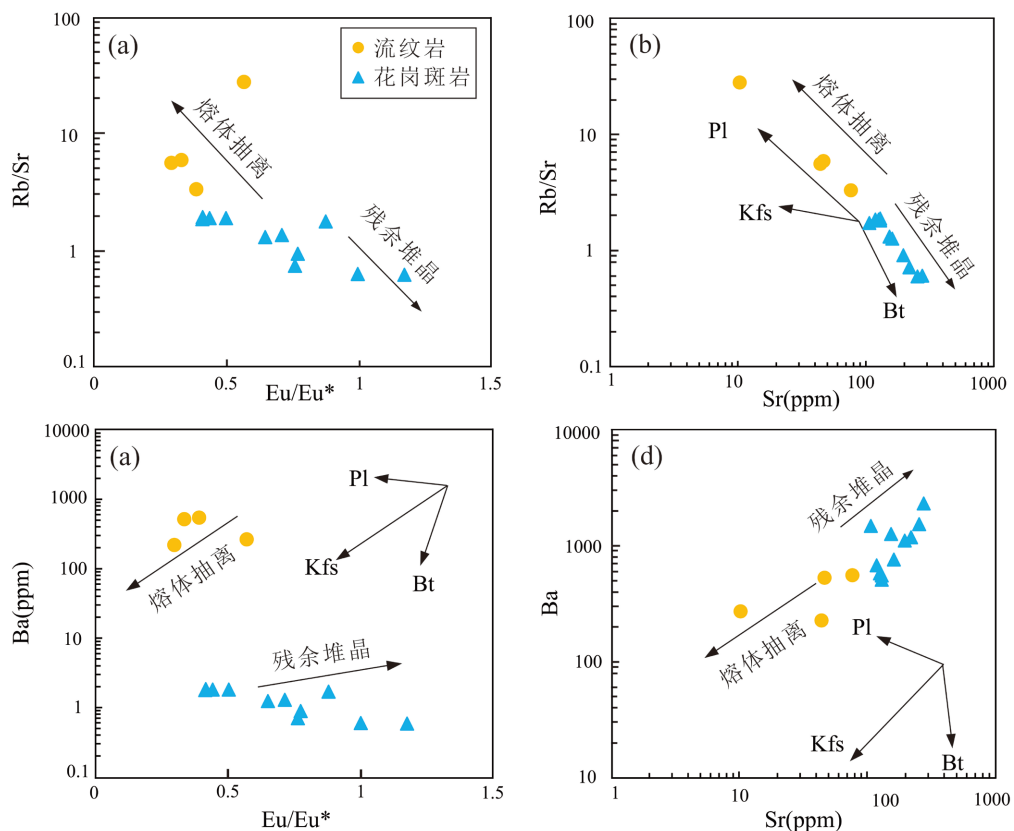 (a)
流纹岩
花岗斑岩
熔体抽离
残余堆晶
Rb/Sr
100
10
1
0.1
0
0.5
1
1.5
Eu/Eu*
(b)
熔体抽离
残余堆晶
Pl
Kfs
Bt
Rb/Sr
100
10
1
0.1
1
10
100
1000
Sr(ppm)
(a)
Pl
Kfs
Bt
熔体抽离
残余堆晶
Ba(ppm)
10000
1000
100
10
1
0.1
0
0.5
1
1.5
Eu/Eu*
(d)
残余堆晶
熔体抽离
Pl
Kfs
Bt
Ba
10000
1000
100
10
1
10
100
1000
Sr(ppm)